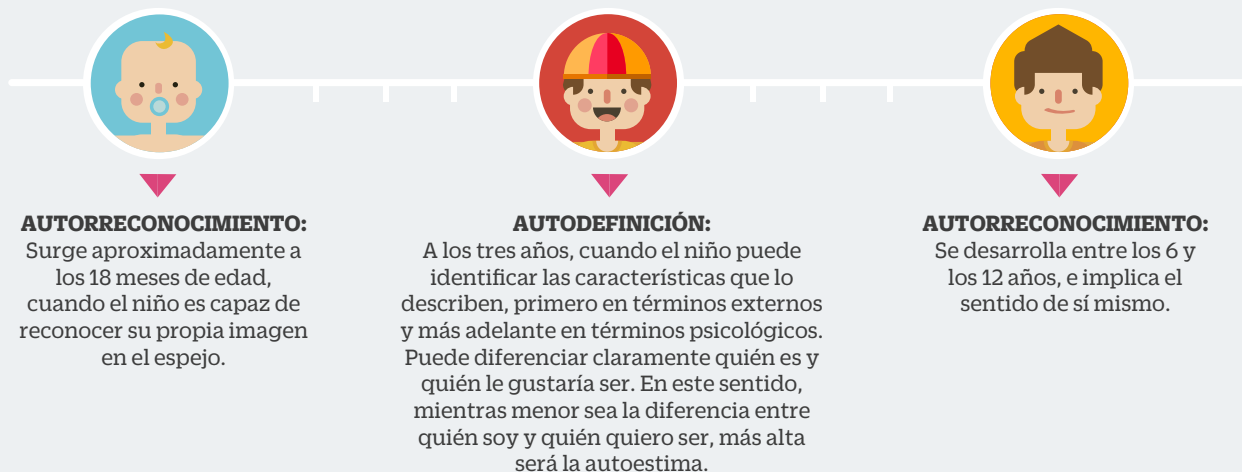 AUTORRECONOCIMIENTO:
Surge aproximadamente a
los 18 meses de edad,
cuando el niño es capaz de
reconocer su propia imagen
en el espejo.
AUTODEFINICIÓN:
A los tres años, cuando el niño puede
identificar las características que lo
describen, primero en términos externos
y más adelante en términos psicológicos.
Puede diferenciar claramente quién es y
quién le gustaría ser. En este sentido,
mientras menor sea la diferencia entre
quién soy y quién quiero ser, más alta
será la autoestima.
AUTORRECONOCIMIENTO:
Se desarrolla entre los 6 y
los 12 años, e implica el
sentido de sí mismo.